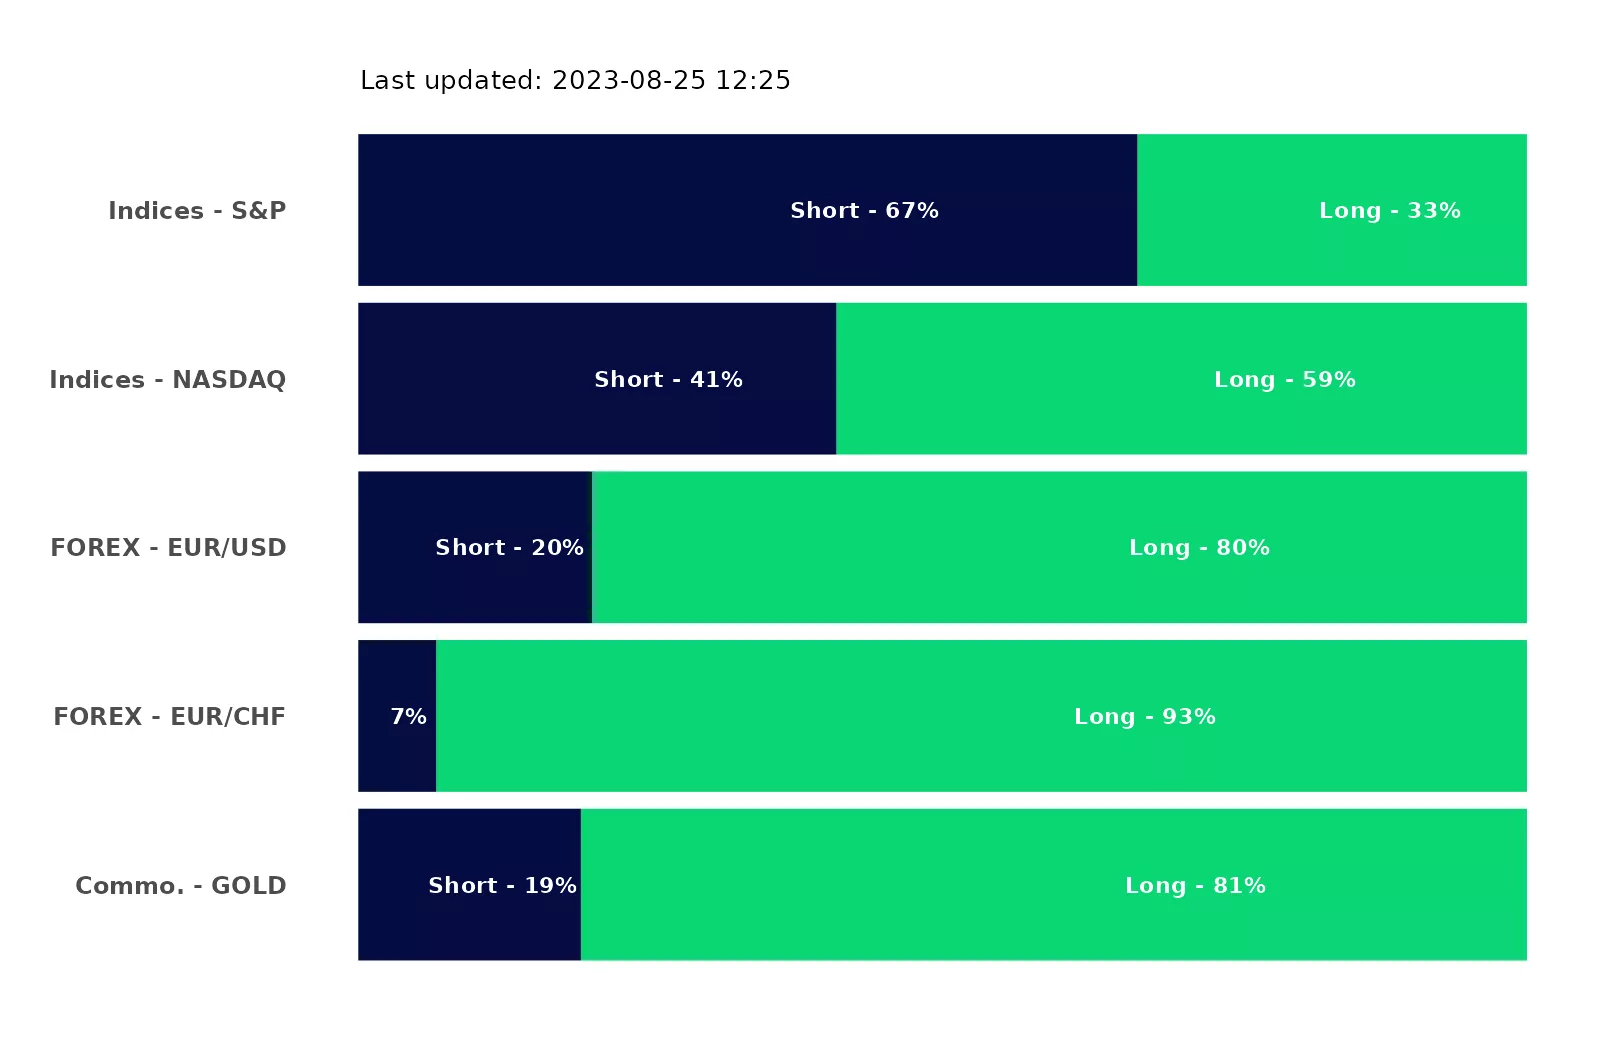 Last updated: 2023-08-25 12:25
Indices - S&P Short - 67% Long - 33%
Indices - NASDAQ Short - 41% Long - 59%
FOREX - EUR/USD Short - 20% Long - 80%
FOREX - EUR/CHF 7% Long - 93%
Commo. - GOLD Short - 19% Long - 81%